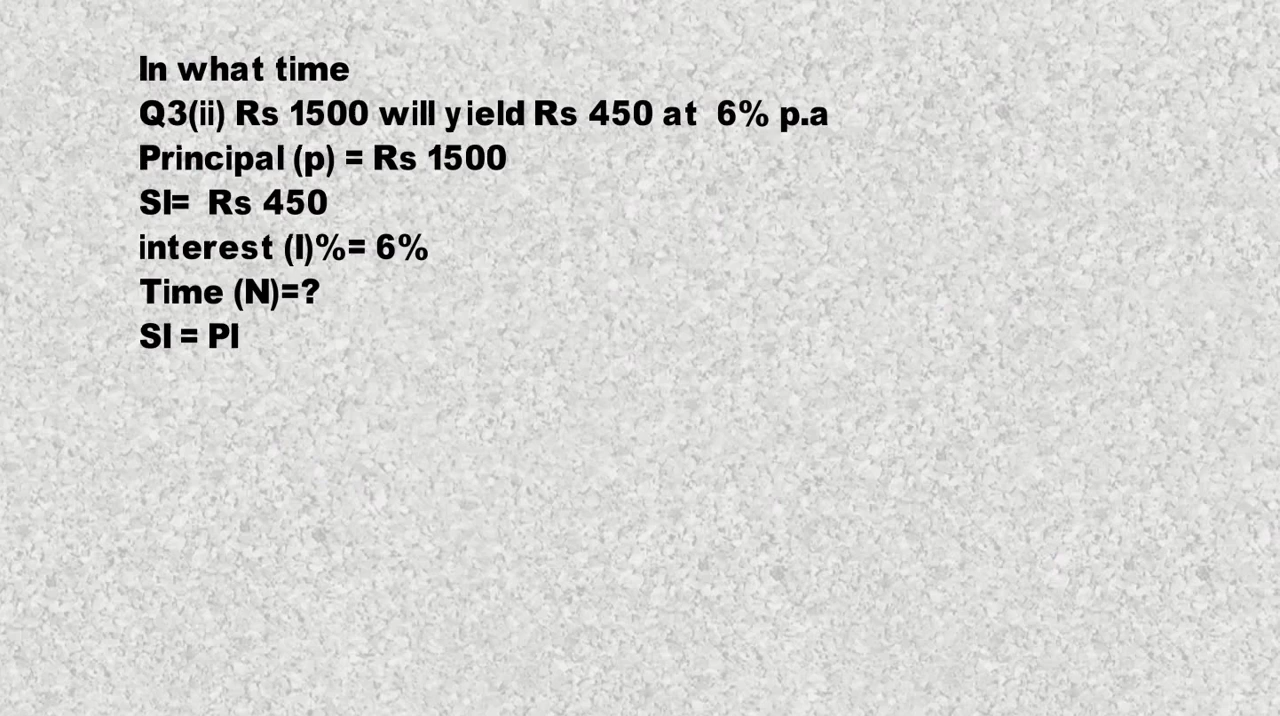 In what time
Q3(ii) Rs 1500 will yield Rs 450 at 6% p.a
Principal (p) = Rs 1500
SI= Rs 450
interest (I)%= 6%
Time (N)=?
SI = PI